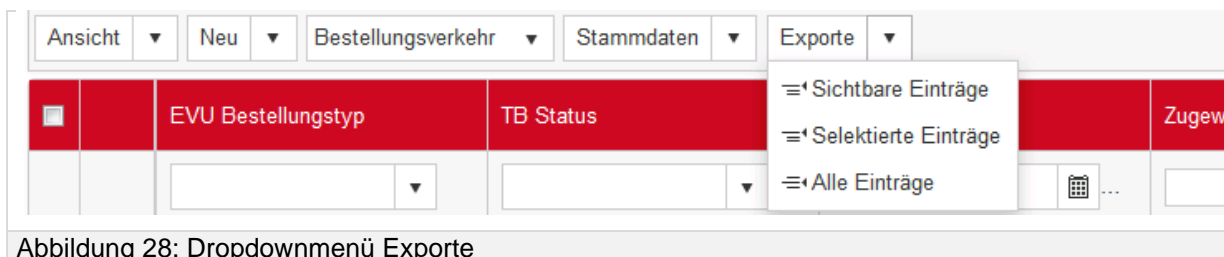 Ansicht Neu Bestellungsverkehr Stammdaten Exporte
Sichtbare Einträge
EVU Bestellungstyp TB Status Zugew
Selektierte Einträge
Alle Einträge
...
Abbildung 28: Dropdownmenü Exporte